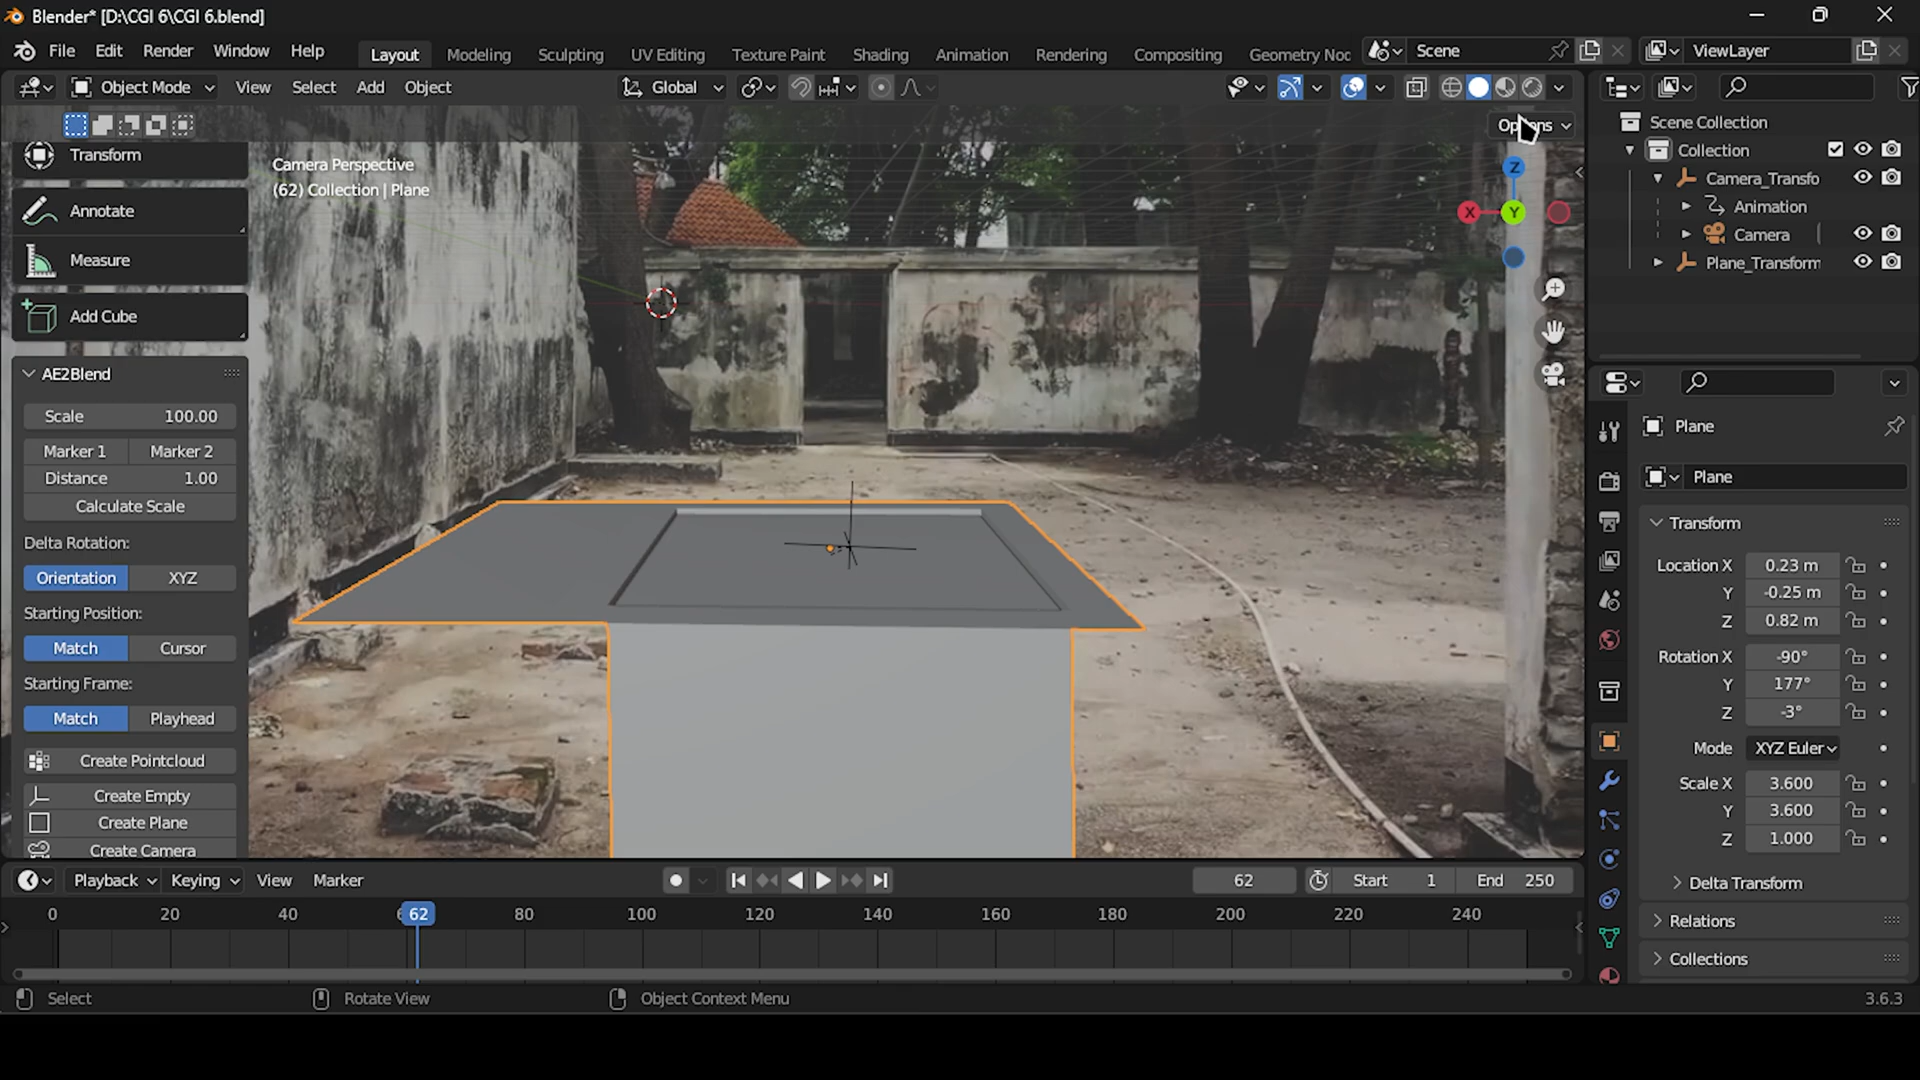 Blender* [D:\CGI 6\CGI 6.blend]
File Edit Render Window Help Layout Modeling Sculpting UV Editing Texture Paint Shading Animation Rendering Compositing Geometry Noc Scene ViewLayer
Object Mode View Select Add Object Global
Options
Transform
Annotate
Measure
Add Cube
Camera Perspective
(62) Collection | Plane
Z
X
Y
AE2Blend
Scale 100.00
Marker 1 Marker 2
Distance 1.00
Calculate Scale
Delta Rotation:
Orientation XYZ
Starting Position:
Match Cursor
Starting Frame:
Match Playhead
Create Pointcloud
Create Empty
Create Plane
Create Camera
Scene Collection
Collection
Camera_Transfo
Animation
Camera
Plane_Transform
Plane
Plane
Transform
Location X 0.23 m
Y -0.25 m
Z 0.82 m
Rotation X -90°
Y 177°
Z -3°
Mode XYZ Euler
Scale X 3.600
Y 3.600
Z 1.000
Delta Transform
Relations
Collections
Playback Keying View Marker 62 Start 1 End 250
0 20 40 6 62 80 100 120 140 160 180 200 220 240
Select Rotate View Object Context Menu 3.6.3